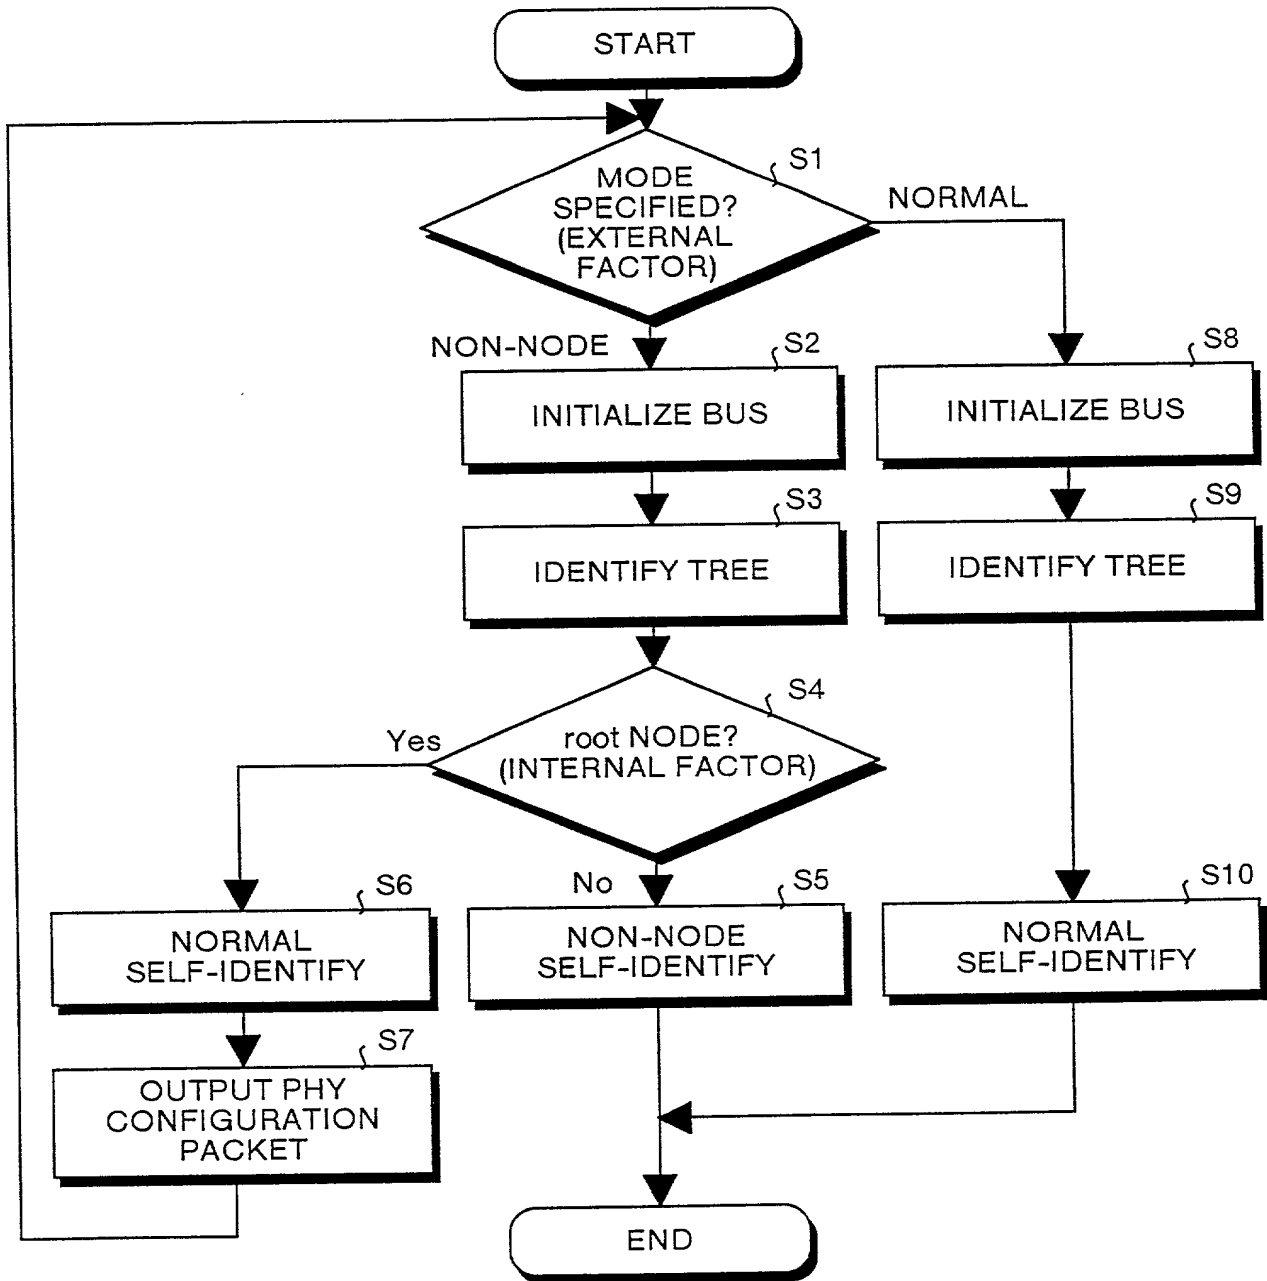 START
S1
MODE
SPECIFIED?
(EXTERNAL
FACTOR)
NORMAL
NON-NODE
S2
INITIALIZE BUS
S8
INITIALIZE BUS
S3
IDENTIFY TREE
S9
IDENTIFY TREE
S4
root NODE?
(INTERNAL FACTOR)
Yes
No
S6
NORMAL
SELF-IDENTIFY
S5
NON-NODE
SELF-IDENTIFY
S10
NORMAL
SELF-IDENTIFY
S7
OUTPUT PHY
CONFIGURATION
PACKET
END